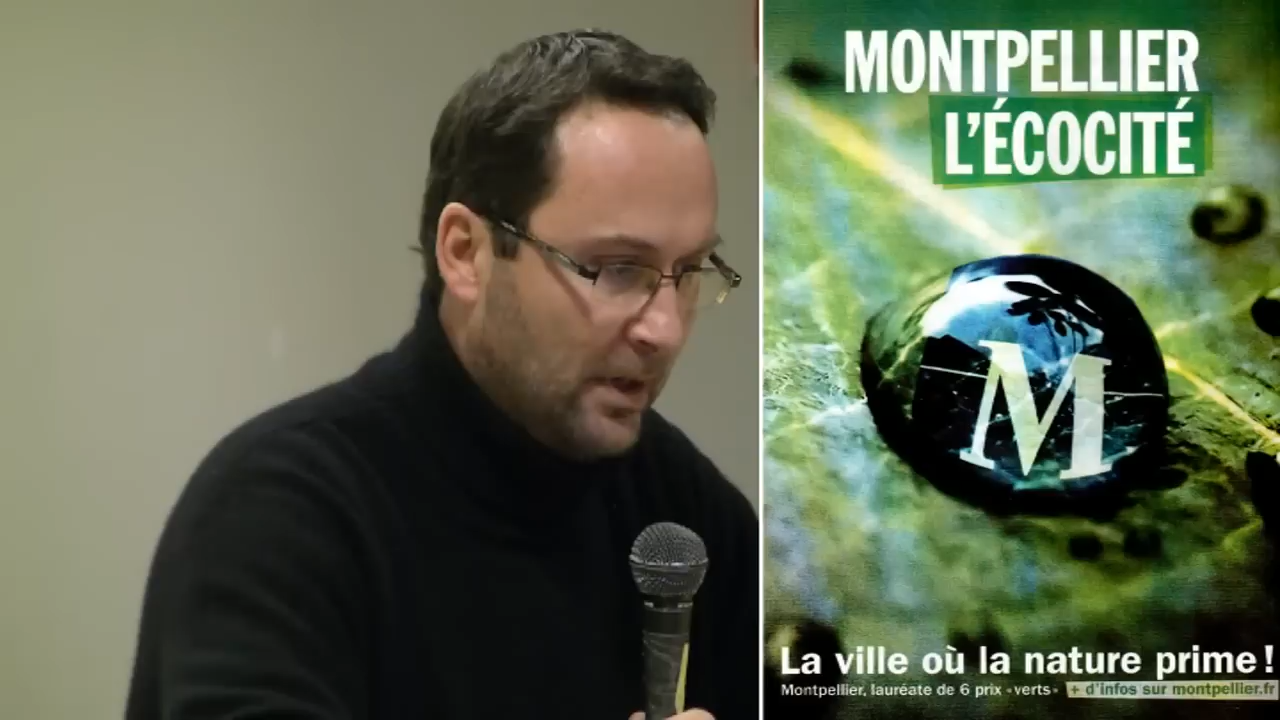 MONTPELLIER
L'ÉCOCITÉ
M
La ville où la nature prime !
Montpellier, lauréate de 6 prix «verts» + d'infos sur montpellier.fr